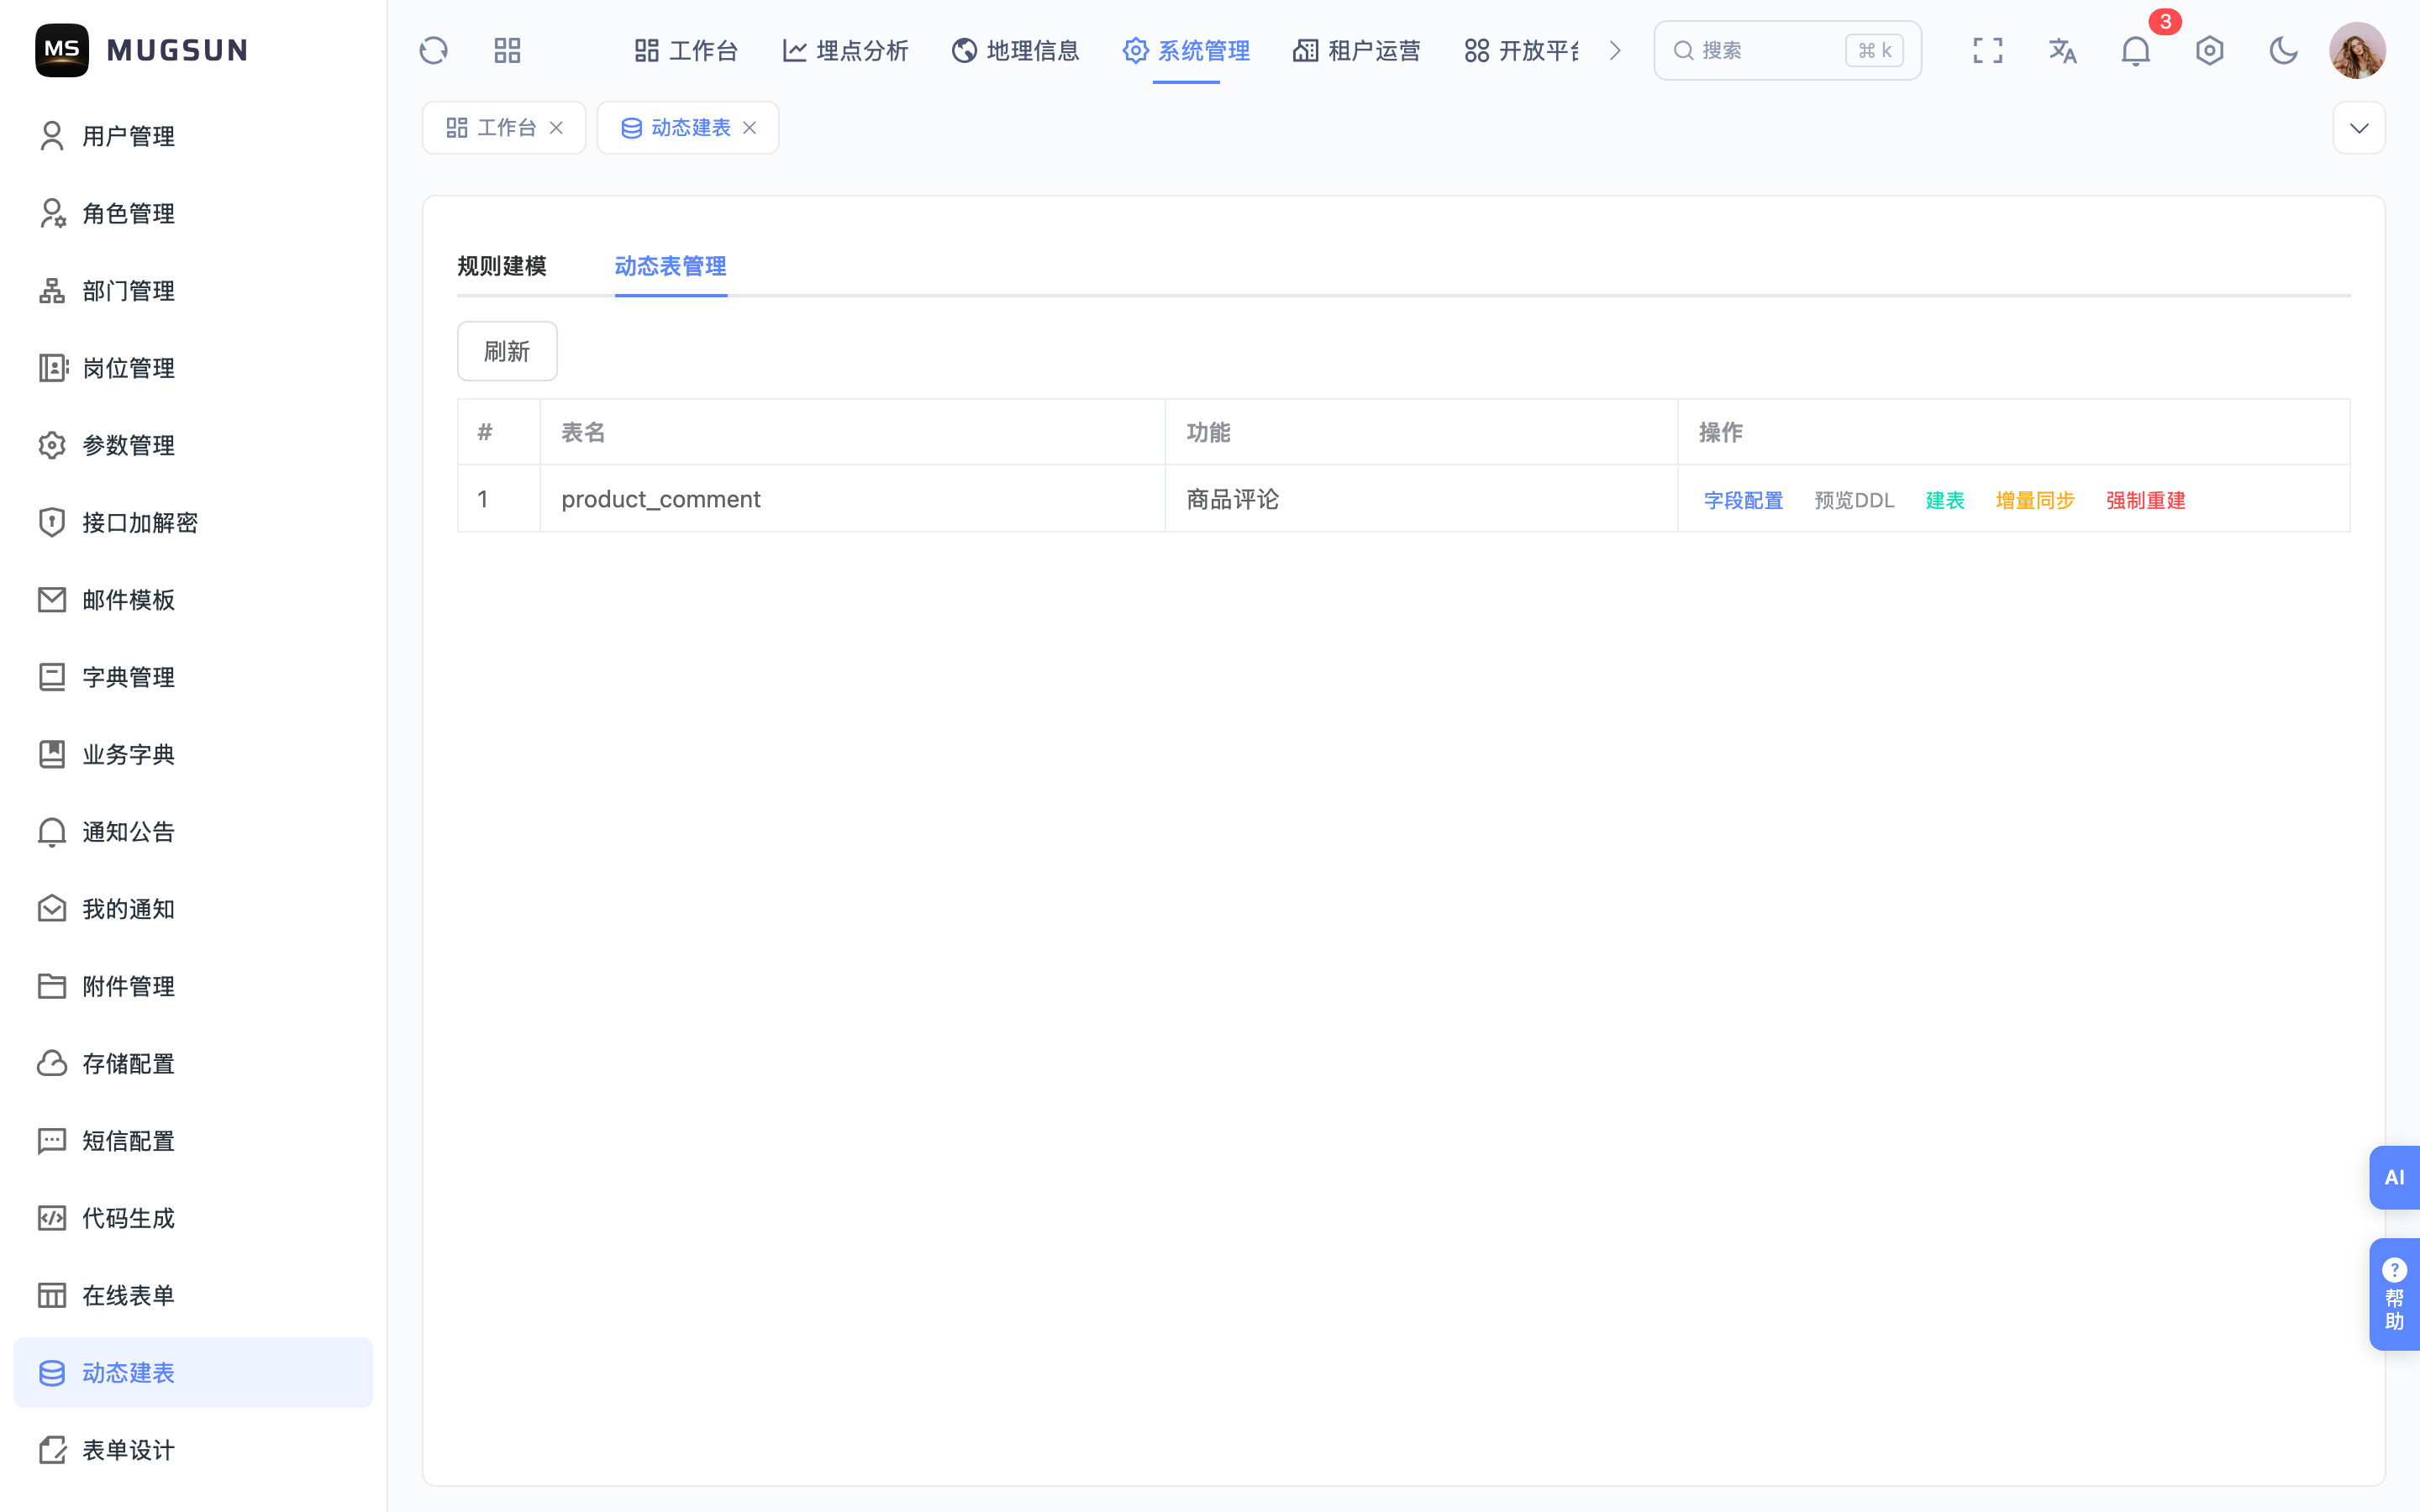 MS MUGSUN
用户管理
角色管理
部门管理
岗位管理
参数管理
接口加解密
邮件模板
字典管理
业务字典
通知公告
我的通知
附件管理
存储配置
短信配置
代码生成
在线表单
动态建表
表单设计
工作台 埋点分析 地理信息 系统管理 租户运营 开放平台
搜索 ⌘ k
3
工作台 动态建表
规则建模 动态表管理
刷新
# 表名 功能 操作
1 product_comment 商品评论 字段配置 预览DDL 建表 增量同步 强制重建
AI
?
帮
助